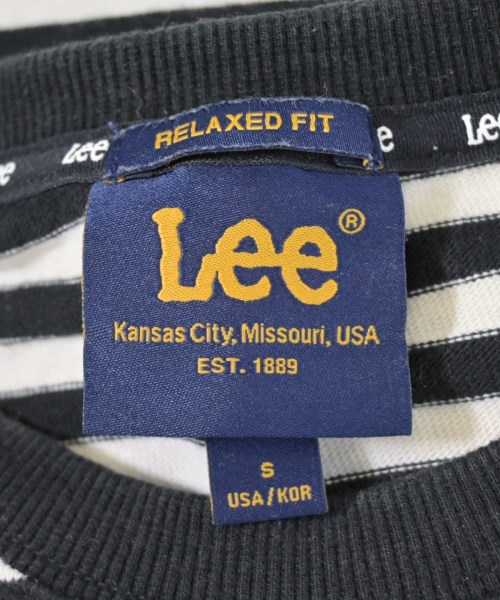 RELAXED FIT
Lee
Lee
Lee®
Kansas City, Missouri, USA
EST. 1889
S
USA/KOR